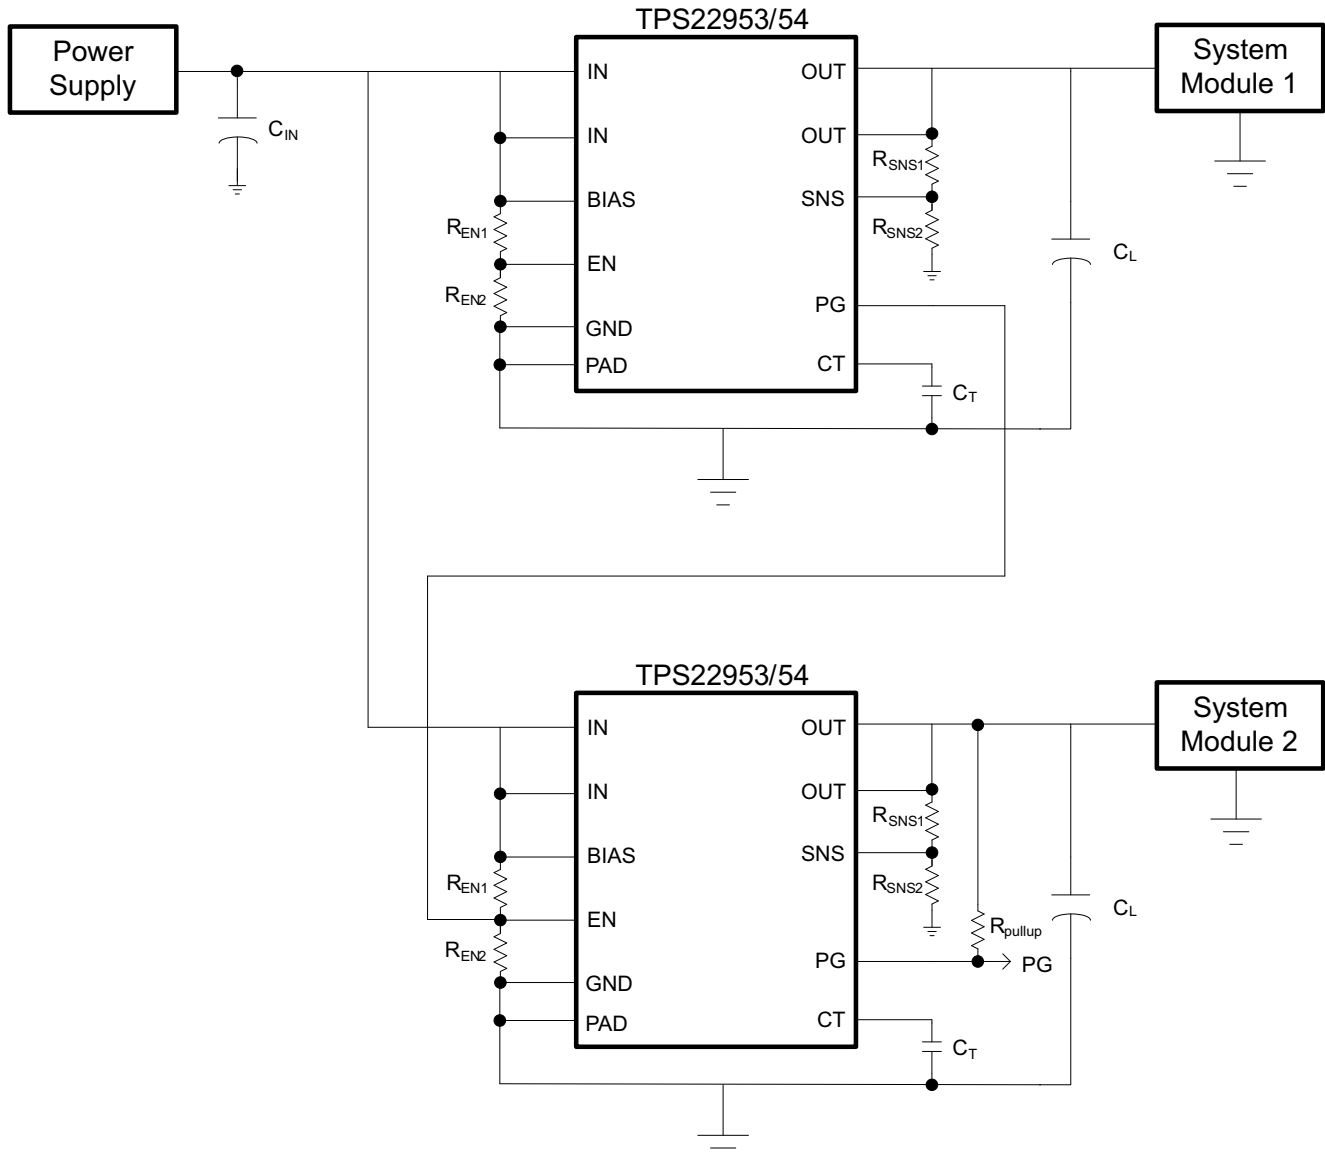 TPS22953/54
Power
Supply
C_IN
IN
IN
BIAS
EN
GND
PAD
R_EN1
R_EN2
OUT
OUT
SNS
PG
CT
R_SNS1
R_SNS2
C_T
C_L
System
Module 1
TPS22953/54
IN
IN
BIAS
EN
GND
PAD
R_EN1
R_EN2
OUT
OUT
SNS
PG
CT
R_SNS1
R_SNS2
R_pullup
PG
C_T
C_L
System
Module 2